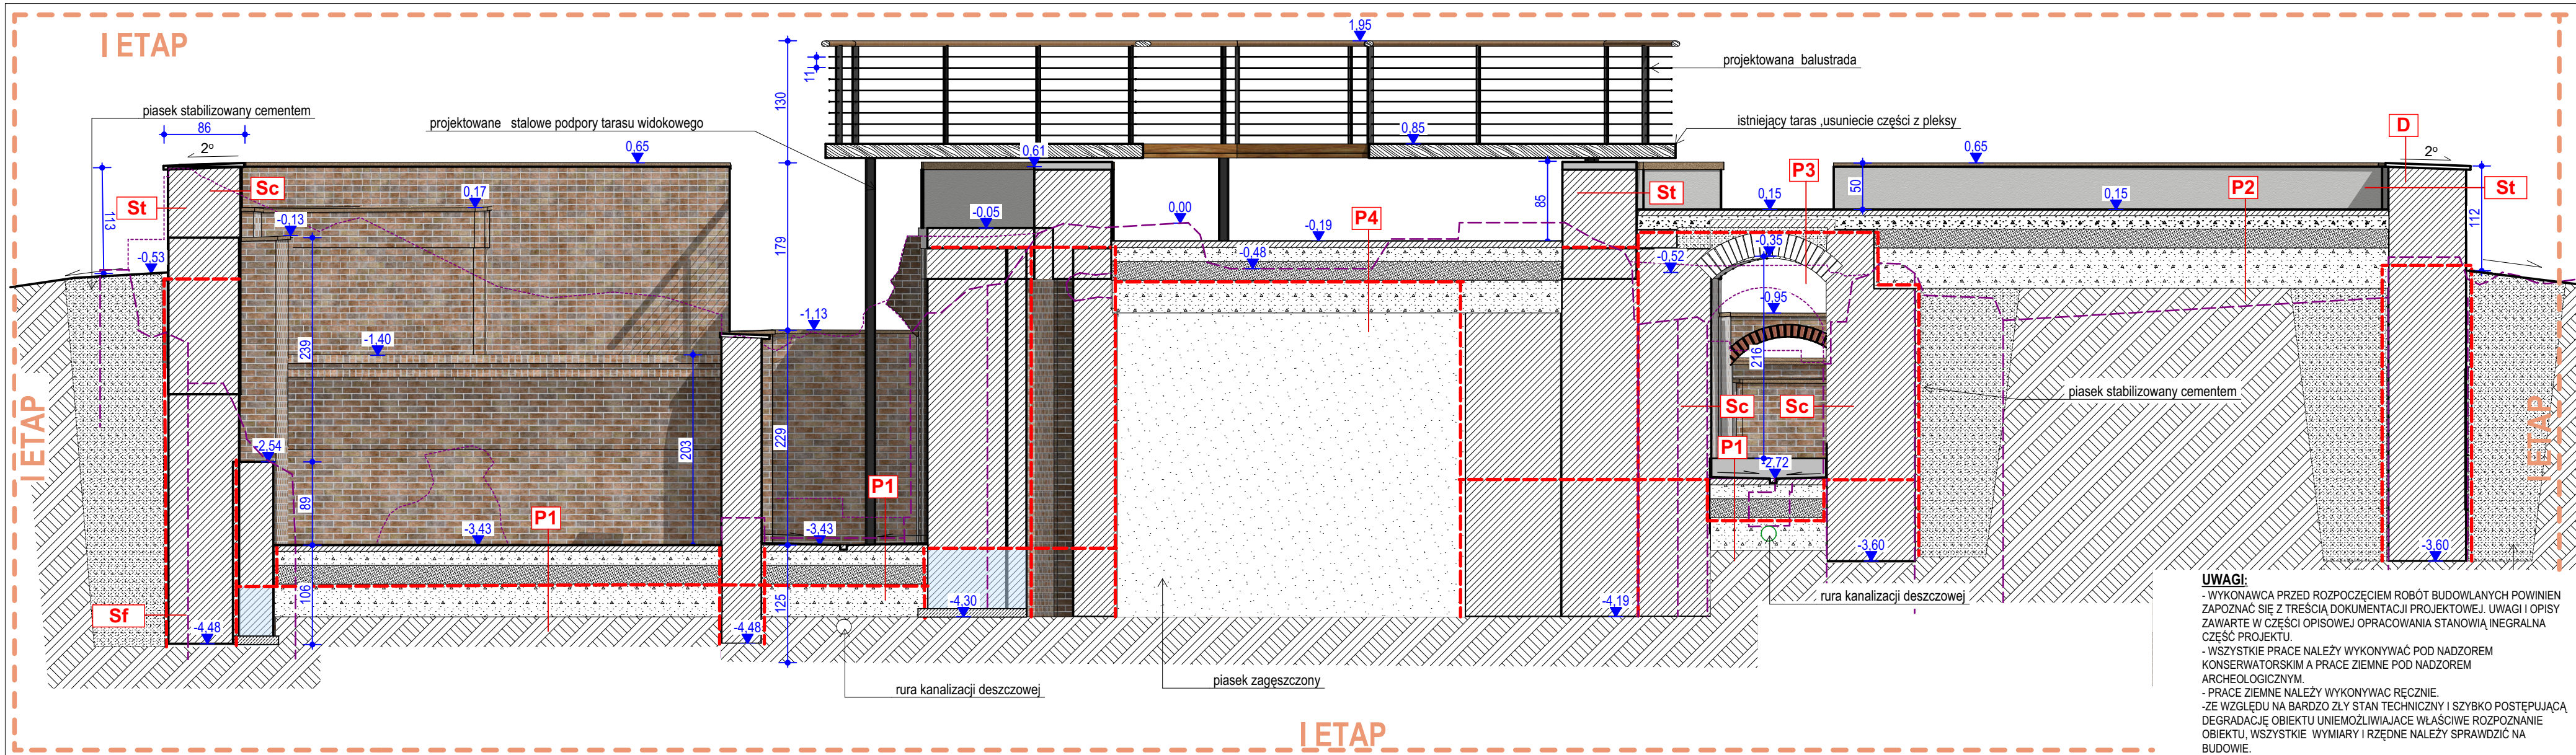 I ETAP
1,95
projektowana balustrada
11
130
piasek stabilizowany cementem
projektowane stalowe podpory tarasu widokowego
istniejący taras ,usuniecie części z pleksy
86
2º
0,65
0,61
0,85
D
2º
0,65
P3
Sc
0,17
St
-0,13
113
-0,53
179
-0,05
0,00
-0,19
P4
-0,48
85
St
-0,52
0,15
-0,35
-0,95
50
0,15
P2
St
112
-1,13
-1,40
239
216
203
229
I ETAP
I ETAP
piasek stabilizowany cementem
Sc
Sc
P1
-2,54
-2,72
89
P1
P1
-3,43
-3,43
-3,60
-3,60
106
125
Sf
-4,48
-4,48
-4,30
-4,19
rura kanalizacji deszczowej
rura kanalizacji deszczowej
piasek zagęszczony
I ETAP
UWAGI:
- WYKONAWCA PRZED ROZPOCZĘCIEM ROBÓT BUDOWLANYCH POWINIEN
ZAPOZNAĆ SIĘ Z TREŚCIĄ DOKUMENTACJI PROJEKTOWEJ. UWAGI I OPISY
ZAWARTE W CZĘŚCI OPISOWEJ OPRACOWANIA STANOWIĄ INEGRALNA
CZĘŚĆ PROJEKTU.
- WSZYSTKIE PRACE NALEŻY WYKONYWAĆ POD NADZOREM
KONSERWATORSKIM A PRACE ZIEMNE POD NADZOREM
ARCHEOLOGICZNYM.
- PRACE ZIEMNE NALEŻY WYKONYWAC RĘCZNIE.
-ZE WZGLĘDU NA BARDZO ZŁY STAN TECHNICZNY I SZYBKO POSTĘPUJĄCĄ
DEGRADACJĘ OBIEKTU UNIEMOŻLIWIAJACE WŁAŚCIWE ROZPOZNANIE
OBIEKTU, WSZYSTKIE WYMIARY I RZĘDNE NALEŻY SPRAWDZIĆ NA
BUDOWIE.